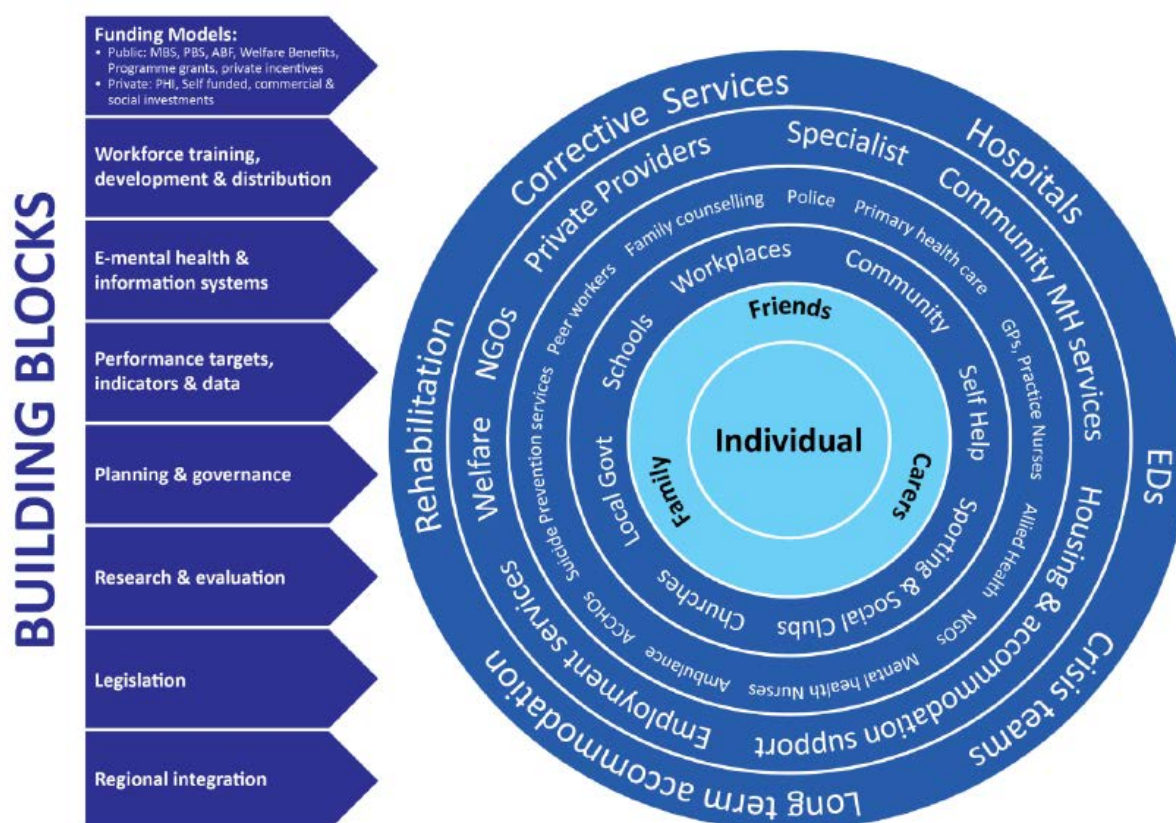 BUILDING BLOCKS
Funding Models:
• Public: MBS, PBS, ABF, Welfare Benefits,
Programme grants, private incentives
• Private: PHI, Self funded, commercial &
social investments
Workforce training,
development & distribution
E-mental health &
information systems
Performance targets,
indicators & data
Planning & governance
Research & evaluation
Legislation
Regional integration
Corrective Services
Hospitals
EDs
Crisis teams
Long term accommodation
Rehabilitation
Private Providers
Specialist
Community MH services
Housing & accommodation support
Employment services
Welfare
NGOs
Family counselling
Police
Primary health care
GPs, Practice Nurses
Allied Health
NGOs
Mental health Nurses
Ambulance
ACCHOs
Suicide Prevention services
Peer workers
Workplaces
Community
Self Help
Sporting & Social Clubs
Churches
Local Govt
Schools
Friends
Carers
Family
Individual